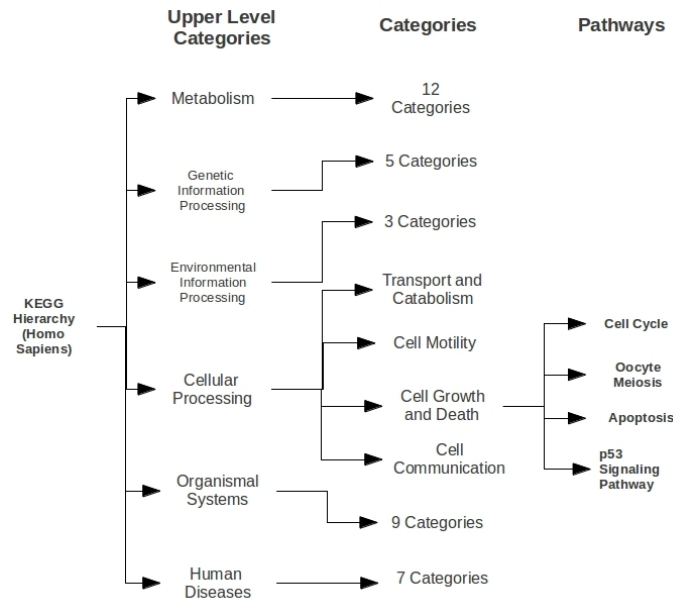 Upper Level
Categories
Categories
Pathways
Metabolism
12
Categories
Genetic
Information
Processing
5 Categories
Environmental
Information
Processing
3 Categories
KEGG
Hierarchy
(Homo
Sapiens)
Cellular
Processing
Transport and
Catabolism
Cell Motility
Cell Growth
and Death
Cell
Communication
Cell Cycle
Oocyte
Meiosis
Apoptosis
p53
Signaling
Pathway
Organismal
Systems
9 Categories
Human
Diseases
7 Categories